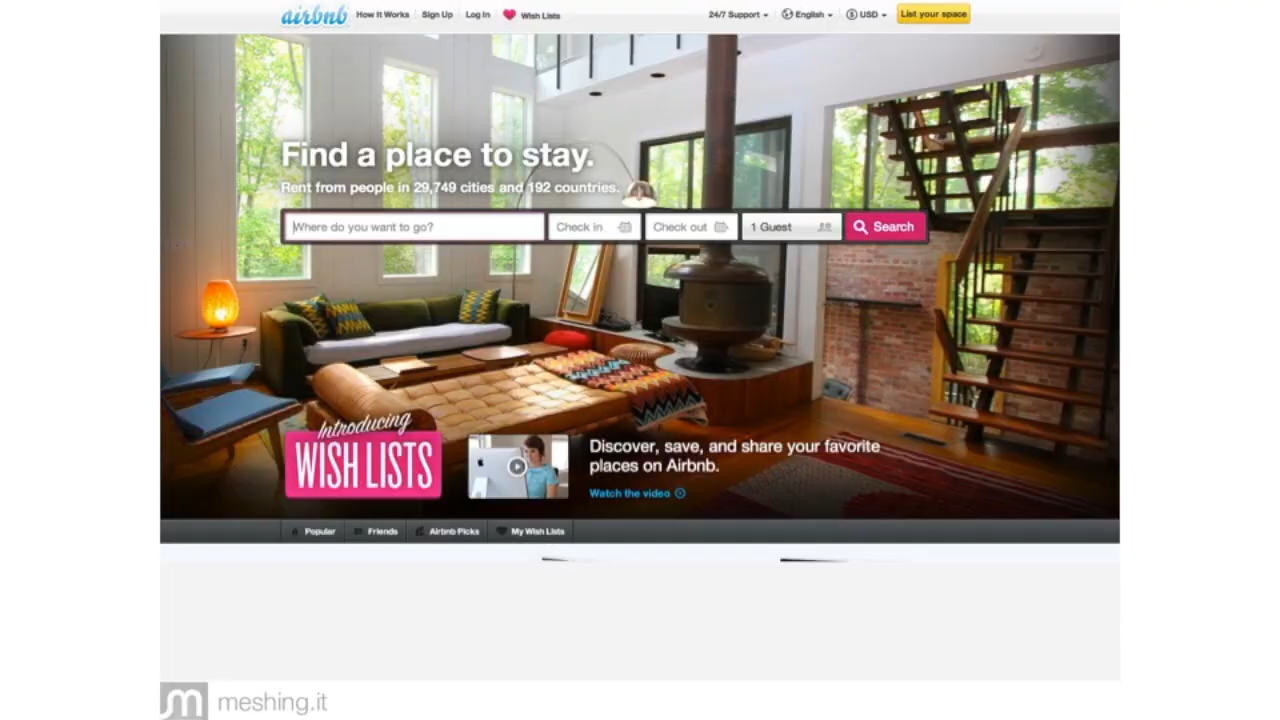 airbnb How It Works Sign Up Log In Wish Lists 24/7 Support English $ USD List your space
Find a place to stay.
Rent from people in 29,749 cities and 192 countries.
Where do you want to go? Check in Check out 1 Guest Search
Introducing
WISH LISTS
Discover, save, and share your favorite
places on Airbnb.
Watch the video
Popular Friends Airbnb Picks My Wish Lists
m meshing.it